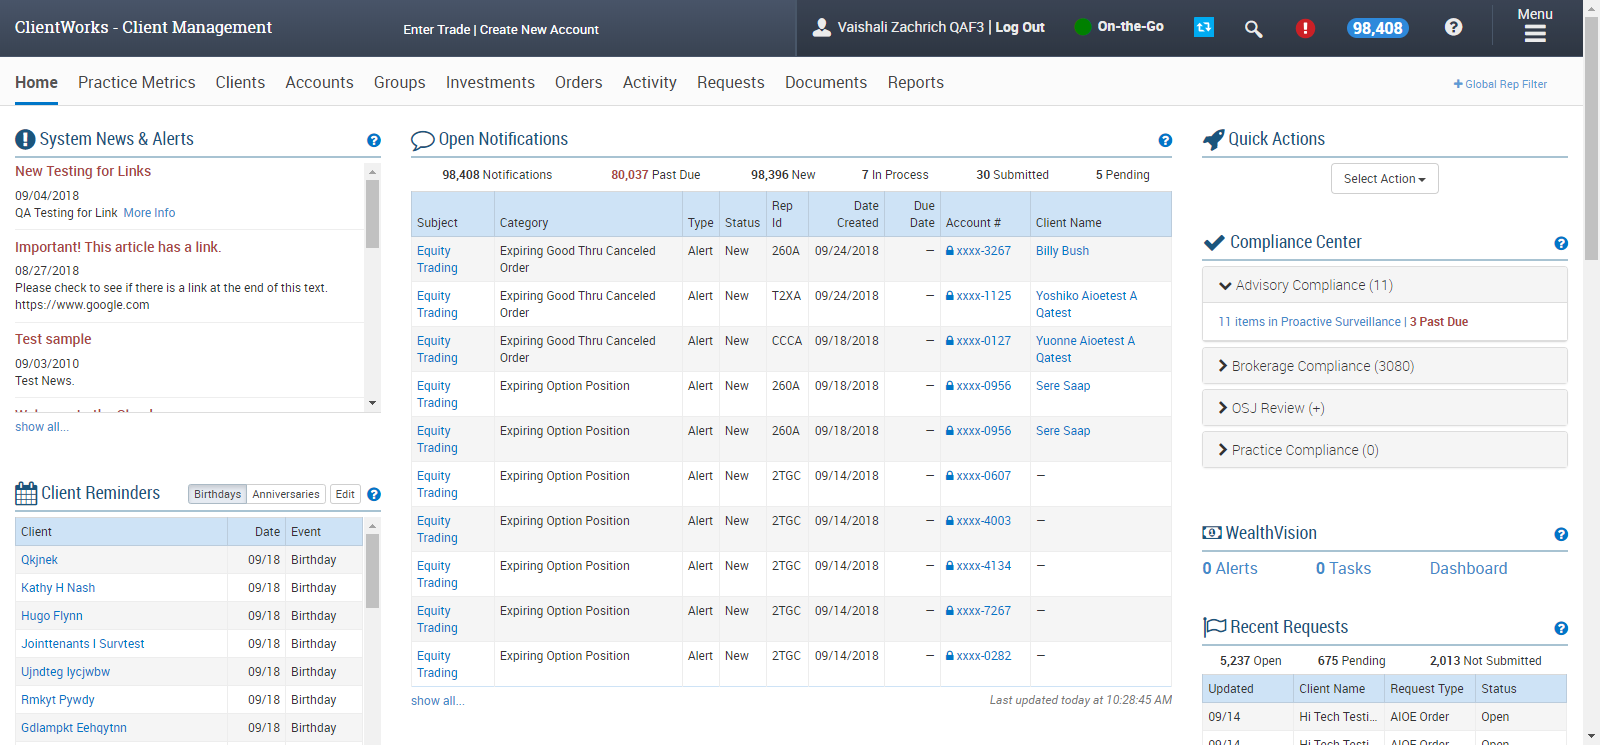 ClientWorks - Client Management
Enter Trade | Create New Account
Vaishali Zachrich QAF3 | Log Out
On-the-Go
98,408
Menu
Home Practice Metrics Clients Accounts Groups Investments Orders Activity Requests Documents Reports
Global Rep Filter
System News & Alerts
New Testing for Links
09/04/2018
QA Testing for Link More Info
Important! This article has a link.
08/27/2018
Please check to see if there is a link at the end of this text.
https://www.google.com
Test sample
09/03/2010
Test News.
show all...
Client Reminders
Birthdays Anniversaries Edit
Client Date Event
Qkjnek 09/18 Birthday
Kathy H Nash 09/18 Birthday
Hugo Flynn 09/18 Birthday
Jointtenants I Survtest 09/18 Birthday
Ujndteg Iycjwbw 09/18 Birthday
Rmkyt Pywdy 09/18 Birthday
Gdlampkt Eehqytnn 09/18 Birthday
Open Notifications
98,408 Notifications 80,037 Past Due 98,396 New 7 In Process 30 Submitted 5 Pending
Subject Category Type Status Rep Id Date Created Due Date Account # Client Name
Equity Trading Expiring Good Thru Canceled Order Alert New 260A 09/24/2018 – xxxx-3267 Billy Bush
Equity Trading Expiring Good Thru Canceled Order Alert New T2XA 09/24/2018 – xxxx-1125 Yoshiko Aioetest A Qatest
Equity Trading Expiring Good Thru Canceled Order Alert New CCCA 09/18/2018 – xxxx-0127 Yuonne Aioetest A Qatest
Equity Trading Expiring Option Position Alert New 260A 09/18/2018 – xxxx-0956 Sere Saap
Equity Trading Expiring Option Position Alert New 260A 09/18/2018 – xxxx-0956 Sere Saap
Equity Trading Expiring Option Position Alert New 2TGC 09/14/2018 – xxxx-0607 –
Equity Trading Expiring Option Position Alert New 2TGC 09/14/2018 – xxxx-4003 –
Equity Trading Expiring Option Position Alert New 2TGC 09/14/2018 – xxxx-4134 –
Equity Trading Expiring Option Position Alert New 2TGC 09/14/2018 – xxxx-7267 –
Equity Trading Expiring Option Position Alert New 2TGC 09/14/2018 – xxxx-0282 –
show all...
Last updated today at 10:28:45 AM
Quick Actions
Select Action
Compliance Center
Advisory Compliance (11)
11 items in Proactive Surveillance | 3 Past Due
Brokerage Compliance (3080)
OSJ Review (+)
Practice Compliance (0)
WealthVision
0 Alerts 0 Tasks Dashboard
Recent Requests
5,237 Open 675 Pending 2,013 Not Submitted
Updated Client Name Request Type Status
09/14 Hi Tech Testi... AIOE Order Open
09/14 Hi Tech Testi... AIOE Order Open